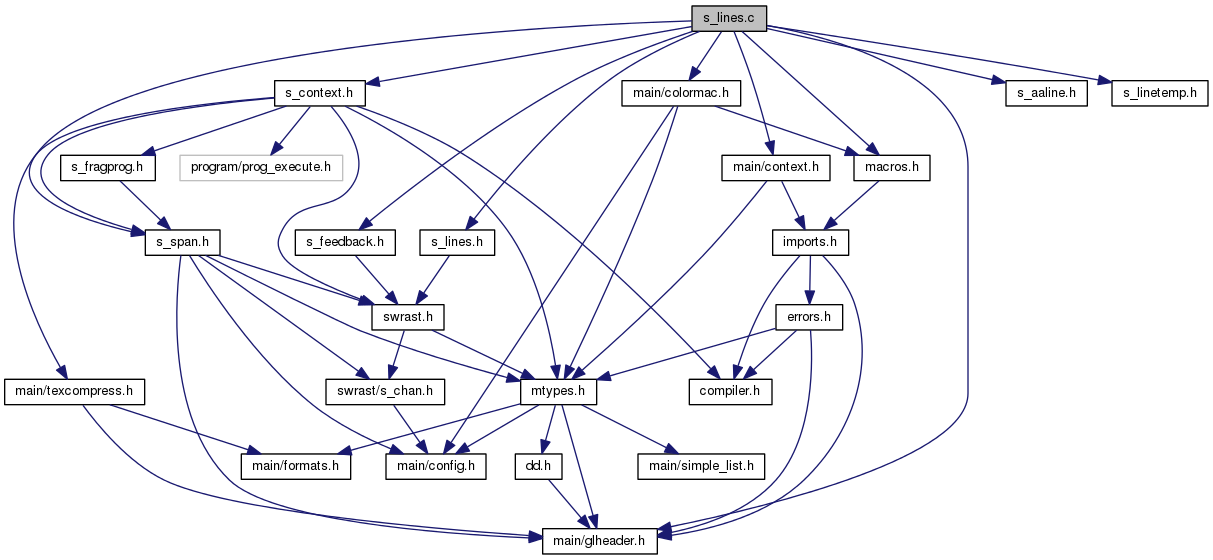 s_lines.c
s_context.h
main/colormac.h
s_aaline.h
s_linetemp.h
s_fragprog.h
program/prog_execute.h
main/context.h
macros.h
s_span.h
s_feedback.h
s_lines.h
imports.h
swrast.h
errors.h
main/texcompress.h
swrast/s_chan.h
mtypes.h
compiler.h
main/formats.h
main/config.h
dd.h
main/simple_list.h
main/glheader.h